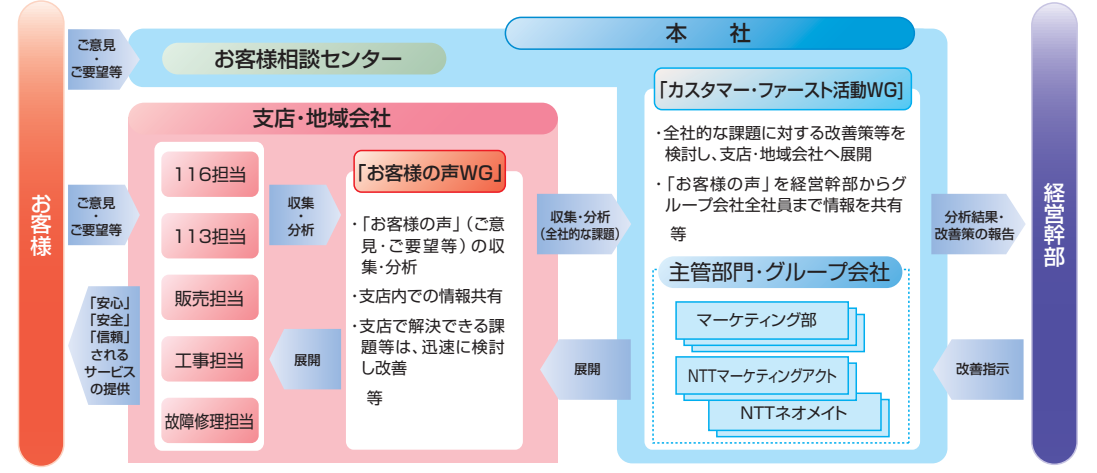 お客様
ご意見
・
ご要望等
お客様相談センター
本　社
支店・地域会社
116担当
113担当
販売担当
工事担当
故障修理担当
ご意見
・
ご要望等
「安心」
「安全」
「信頼」
される
サービス
の提供
収集
・
分析
展開
「お客様の声WG」
・「お客様の声」（ご意
見・ご要望等）の収
集・分析
・支店内での情報共有
・支店で解決できる課
題等は、迅速に検討
し改善
等
収集・分析
(全社的な課題)
展開
「カスタマー・ファースト活動WG]
・全社的な課題に対する改善策等を
検討し、支店・地域会社へ展開
・「お客様の声」を経営幹部からグ
ループ会社全社員まで情報を共有
等
主管部門・グループ会社
マーケティング部
NTTマーケティングアクト
NTTネオメイト
分析結果・
改善策の報告
改善指示
経営幹部